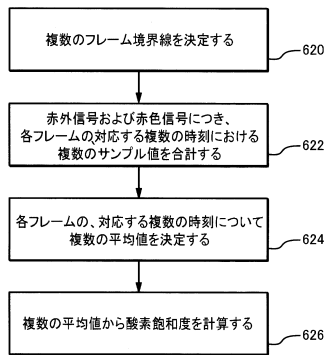 複数のフレーム境界線を決定する
620
赤外信号および赤色信号につき、
各フレームの、対応する複数の時刻における
複数のサンプル値を合計する
622
各フレームの、対応する複数の時刻について
複数の平均値を決定する
624
複数の平均値から酸素飽和度を計算する
626